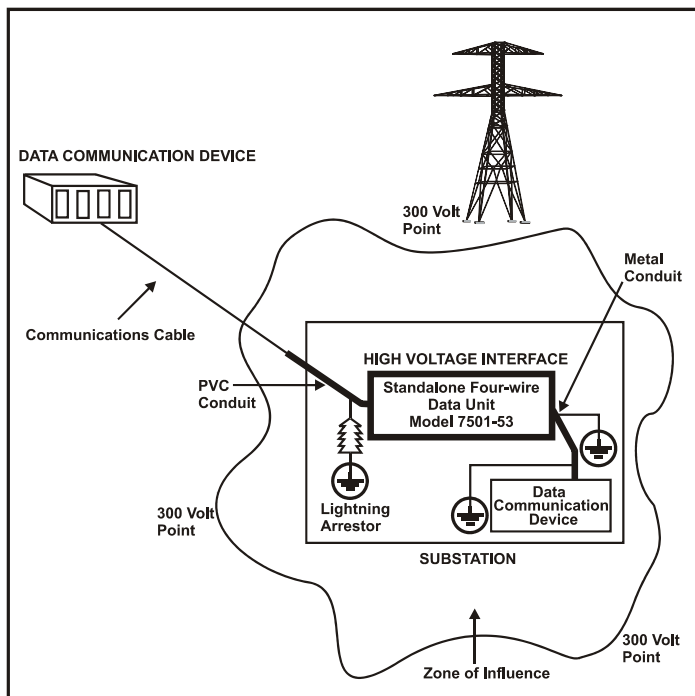 DATA COMMUNICATION DEVICE
300 Volt
Point
Metal
Conduit
Communications Cable
HIGH VOLTAGE INTERFACE
PVC
Conduit
Standalone Four-wire
Data Unit
Model 7501-53
Lightning
Arrestor
Data
Communication
Device
300 Volt
Point
SUBSTATION
300 Volt
Point
Zone of Influence